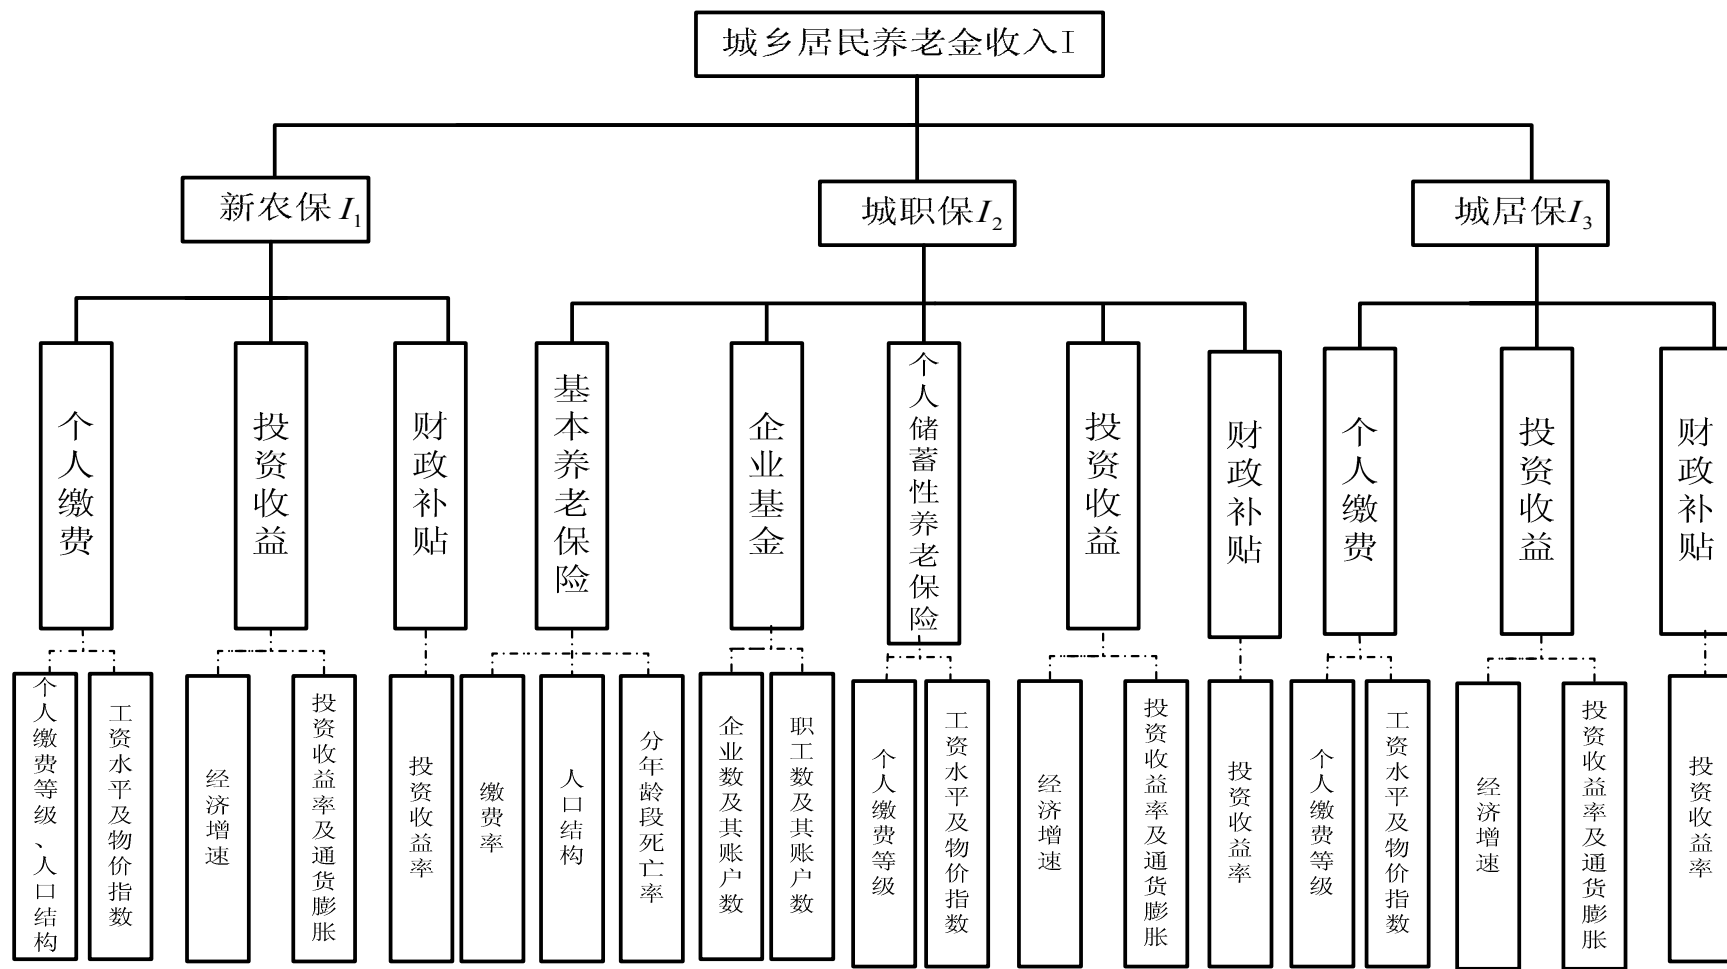 城乡居民养老金收入I
新农保I₁
城职保I₂
城居保I₃
个人缴费
投资收益
财政补贴
基本养老保险
企业基金
个人储蓄性养老保险
投资收益
财政补贴
个人缴费
投资收益
财政补贴
个人缴费等级、人口结构
工资水平及物价指数
经济增速
投资收益率及通货膨胀
投资收益率
缴费率
人口结构
分年龄段死亡率
企业数及其账户数
职工数及其账户数
个人缴费等级
工资水平及物价指数
经济增速
投资收益率及通货膨胀
投资收益率
个人缴费等级
工资水平及物价指数
经济增速
投资收益率及通货膨胀
投资收益率